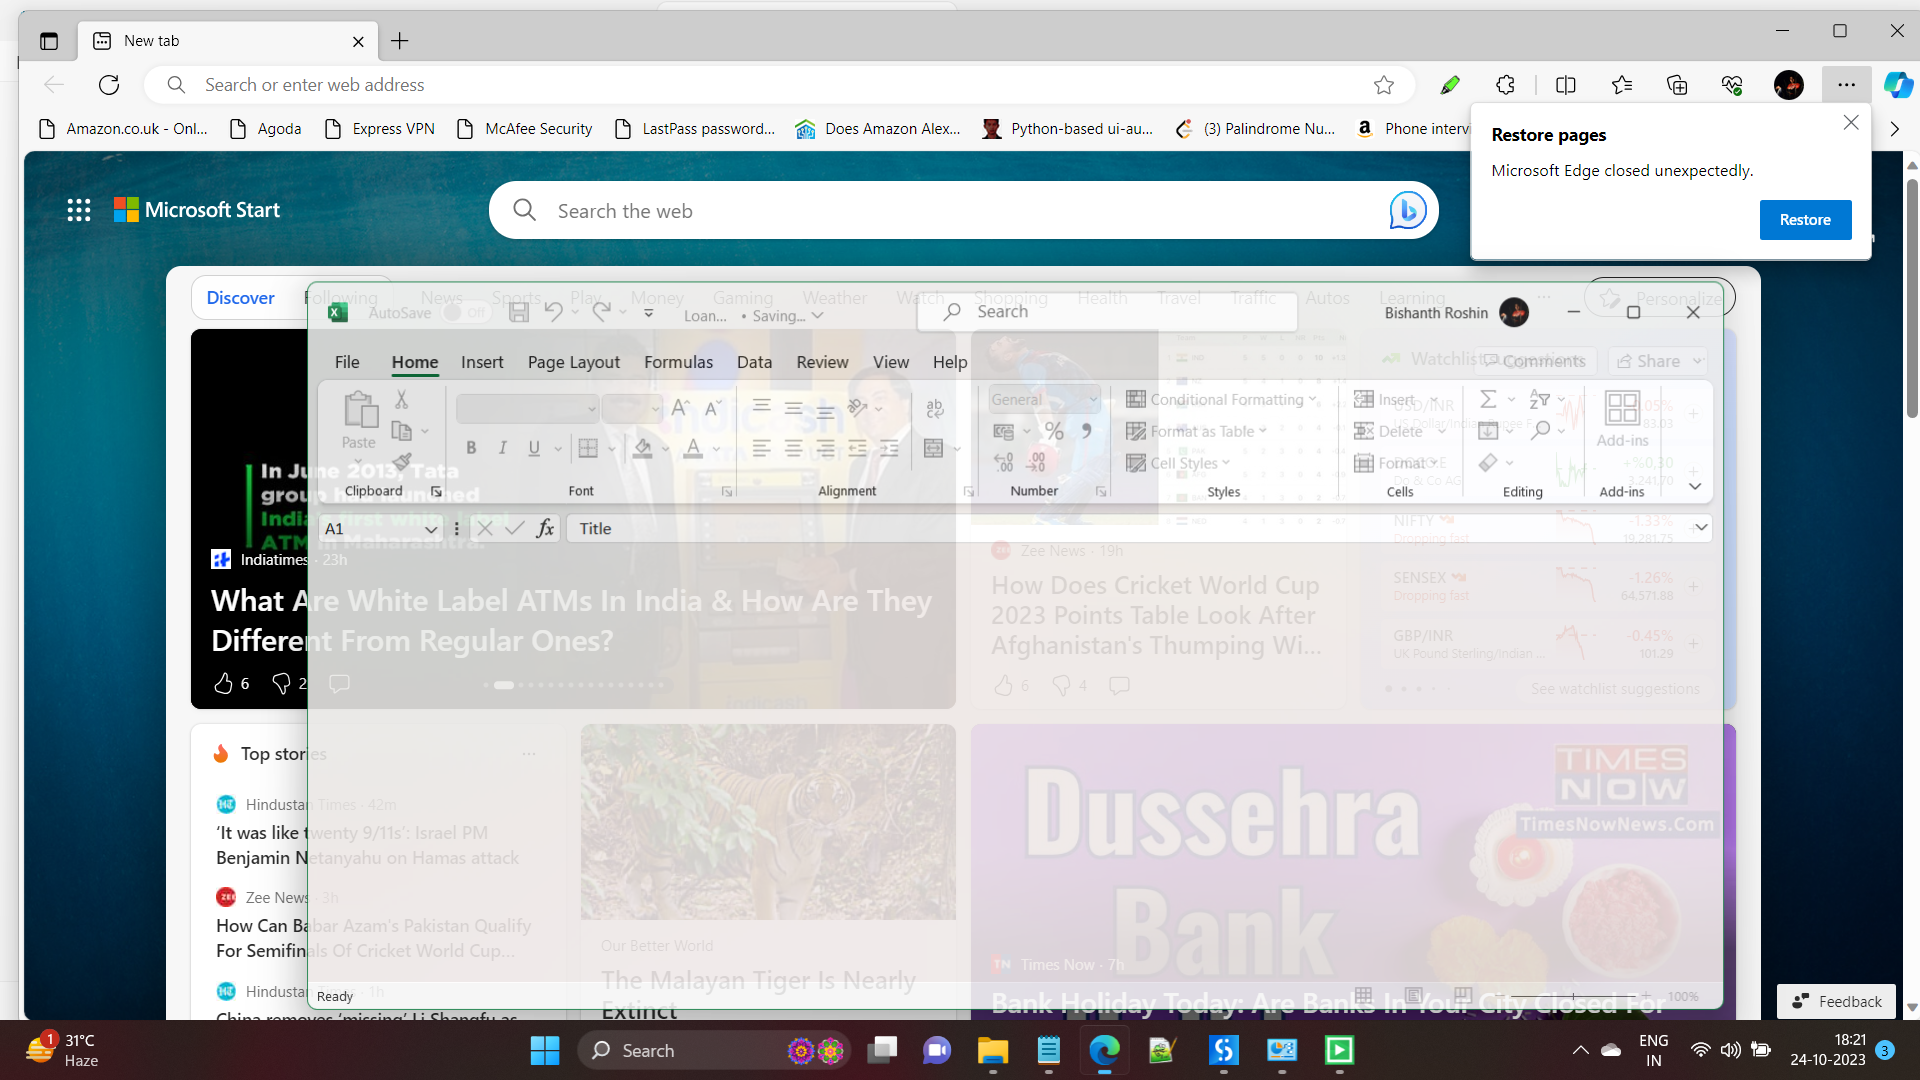 New tab
Search or enter web address
Amazon.co.uk - Onl...
Agoda
Express VPN
McAfee Security
LastPass password...
Does Amazon Alex...
Python-based ui-au...
(3) Palindrome Nu...
Phone intervi
Restore pages
Microsoft Edge closed unexpectedly.
Restore
Microsoft Start
Search the web
Discover
Following
News
Sports
Play
Money
Gaming
Weather
Watch
Shopping
Health
Travel
Traffic
Autos
Learning
Personalize
AutoSave
Off
Loan... • Saving...
Search
Bishanth Roshin
File
Home
Insert
Page Layout
Formulas
Data
Review
View
Help
Watchlist suggestions
Comments
Share
Paste
Clipboard
B I U
Font
Alignment
General
Number
Conditional Formatting
Format as Table
Cell Styles
Styles
Insert
Delete
Format
Cells
Editing
Add-ins
Add-ins
A1
fx
Title
In June 2013, Tata
group had launched
India's first white label
ATM in Maharashtra.
Indiatimes · 23h
What Are White Label ATMs In India & How Are They
Different From Regular Ones?
6
2
Zee News · 19h
How Does Cricket World Cup
2023 Points Table Look After
Afghanistan's Thumping Wi...
6
4
USD/INR
83.03
Do & Co AG
+%0,30
3.241,70
NIFTY
-1.33%
Dropping fast
19,281.75
SENSEX
-1.26%
Dropping fast
64,571.88
GBP/INR
-0.45%
UK Pound Sterling/Indian ...
101.29
See watchlist suggestions
Top stories
Hindustan Times · 42m
‘It was like twenty 9/11s’: Israel PM
Benjamin Netanyahu on Hamas attack
Zee News · 3h
How Can Babar Azam's Pakistan Qualify
For Semifinals Of Cricket World Cup...
Hindustan Times · 1h
China removes ‘missing’ Li Shangfu as
Our Better World
The Malayan Tiger Is Nearly
Extinct
Dussehra
Bank
TIMES
NOW
TimesNowNews.Com
Times Now · 7h
Bank Holiday Today: Are Banks In Your City Closed For
Ready
100%
Feedback
1
31°C
Haze
Search
ENG
IN
18:21
24-10-2023
3